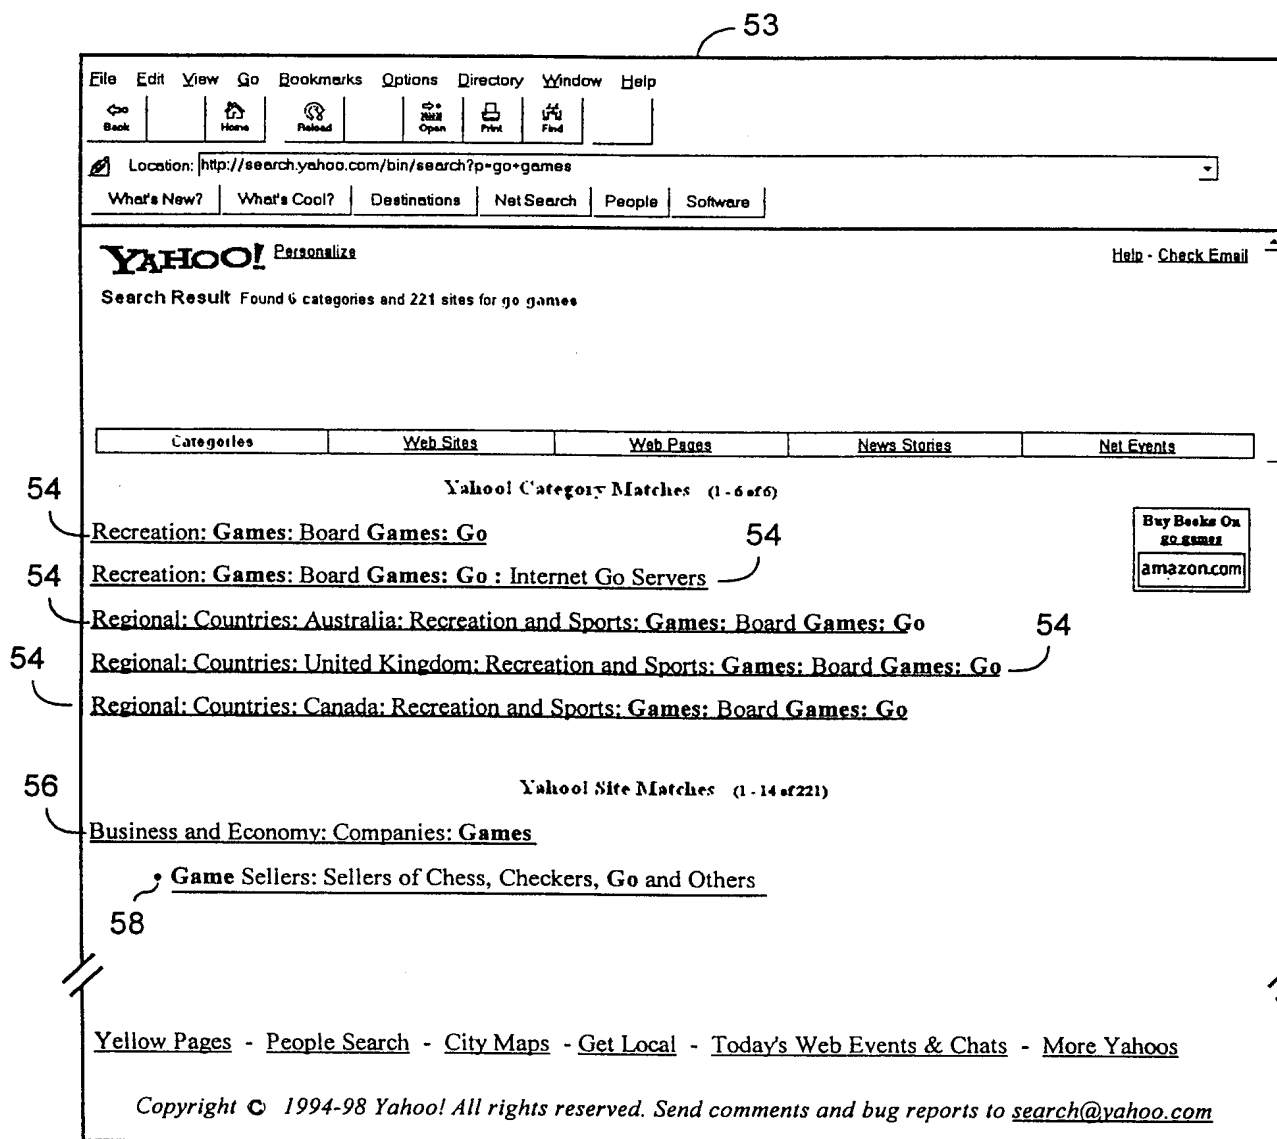 53
File Edit View Go Bookmarks Options Directory Window Help
Back Home Reload Open Print Find
Location: http://search.yahoo.com/bin/search?p=go+games
What's New? What's Cool? Destinations Net Search People Software
YAHOO! Personalize Help - Check Email
Search Result Found 6 categories and 221 sites for go games
Categories Web Sites Web Pages News Stories Net Events
Yahoo! Category Matches (1 - 6 of 6)
54
Recreation: Games: Board Games: Go
Buy Books On
go games
amazon.com
54
54
Recreation: Games: Board Games: Go : Internet Go Servers
Regional: Countries: Australia: Recreation and Sports: Games: Board Games: Go
54
54
Regional: Countries: United Kingdom: Recreation and Sports: Games: Board Games: Go
Regional: Countries: Canada: Recreation and Sports: Games: Board Games: Go
56
Yahoo! Site Matches (1 - 14 of 221)
Business and Economy: Companies: Games
• Game Sellers: Sellers of Chess, Checkers, Go and Others
58
Yellow Pages - People Search - City Maps - Get Local - Today's Web Events & Chats - More Yahoos
Copyright © 1994-98 Yahoo! All rights reserved. Send comments and bug reports to search@yahoo.com